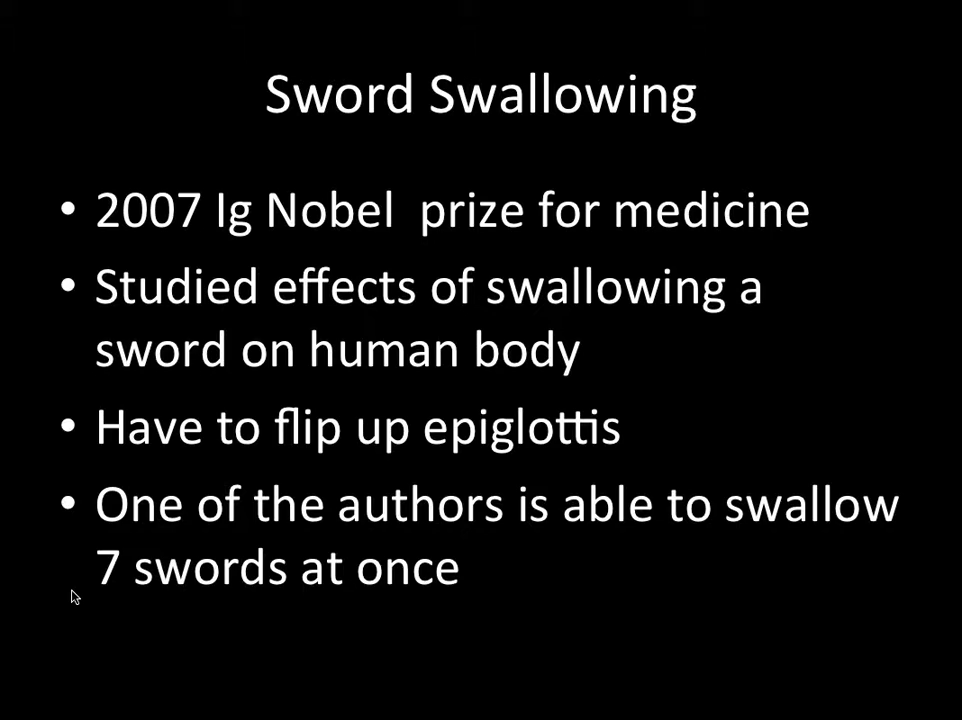 Sword Swallowing
• 2007 Ig Nobel  prize for medicine
• Studied effects of swallowing a
sword on human body
• Have to flip up epiglottis
• One of the authors is able to swallow
7 swords at once